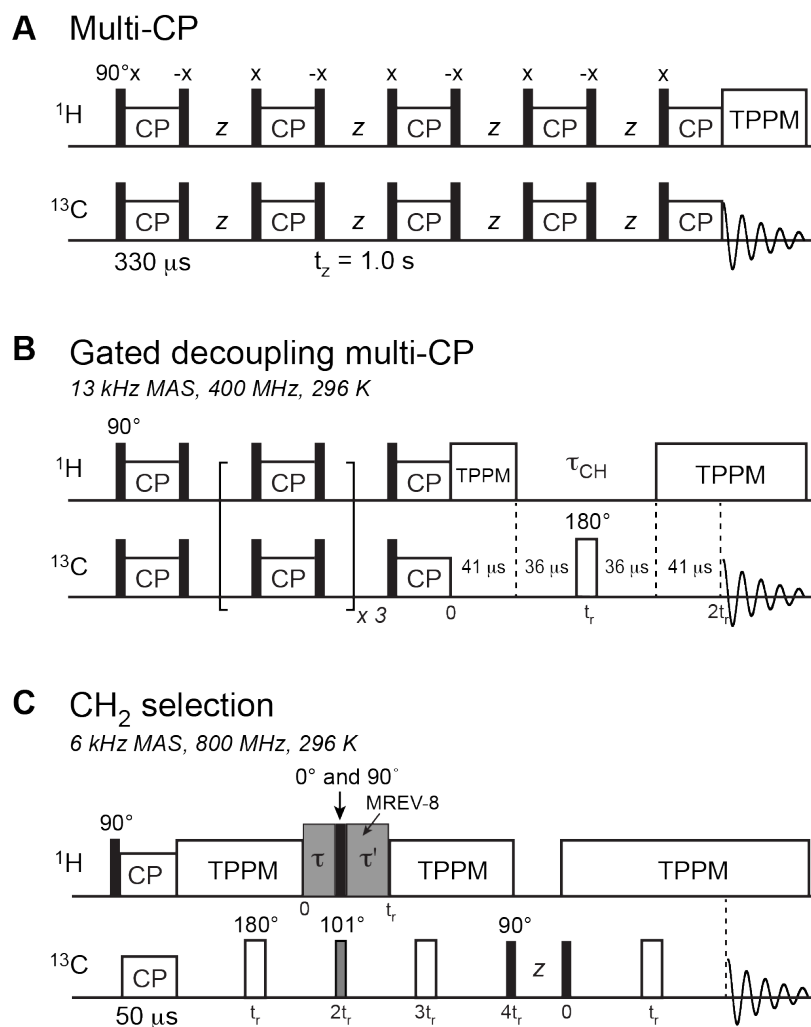 A Multi-CP
90°x -x x -x x -x x -x x
¹H CP z CP z CP z CP z CP TPPM
¹³C CP z CP z CP z CP z CP
330 μs t_z = 1.0 s
B Gated decoupling multi-CP
13 kHz MAS, 400 MHz, 296 K
90°
¹H CP CP CP TPPM τ_CH TPPM
180°
¹³C CP CP CP 41 μs 36 μs 36 μs 41 μs
x 3 0 t_r 2t_r
C CH₂ selection
6 kHz MAS, 800 MHz, 296 K
0° and 90°
MREV-8
90°
¹H CP TPPM τ τ' TPPM TPPM
0 t_r
180° 101° 90°
¹³C CP z
50 μs t_r 2t_r 3t_r 4t_r 0 t_r